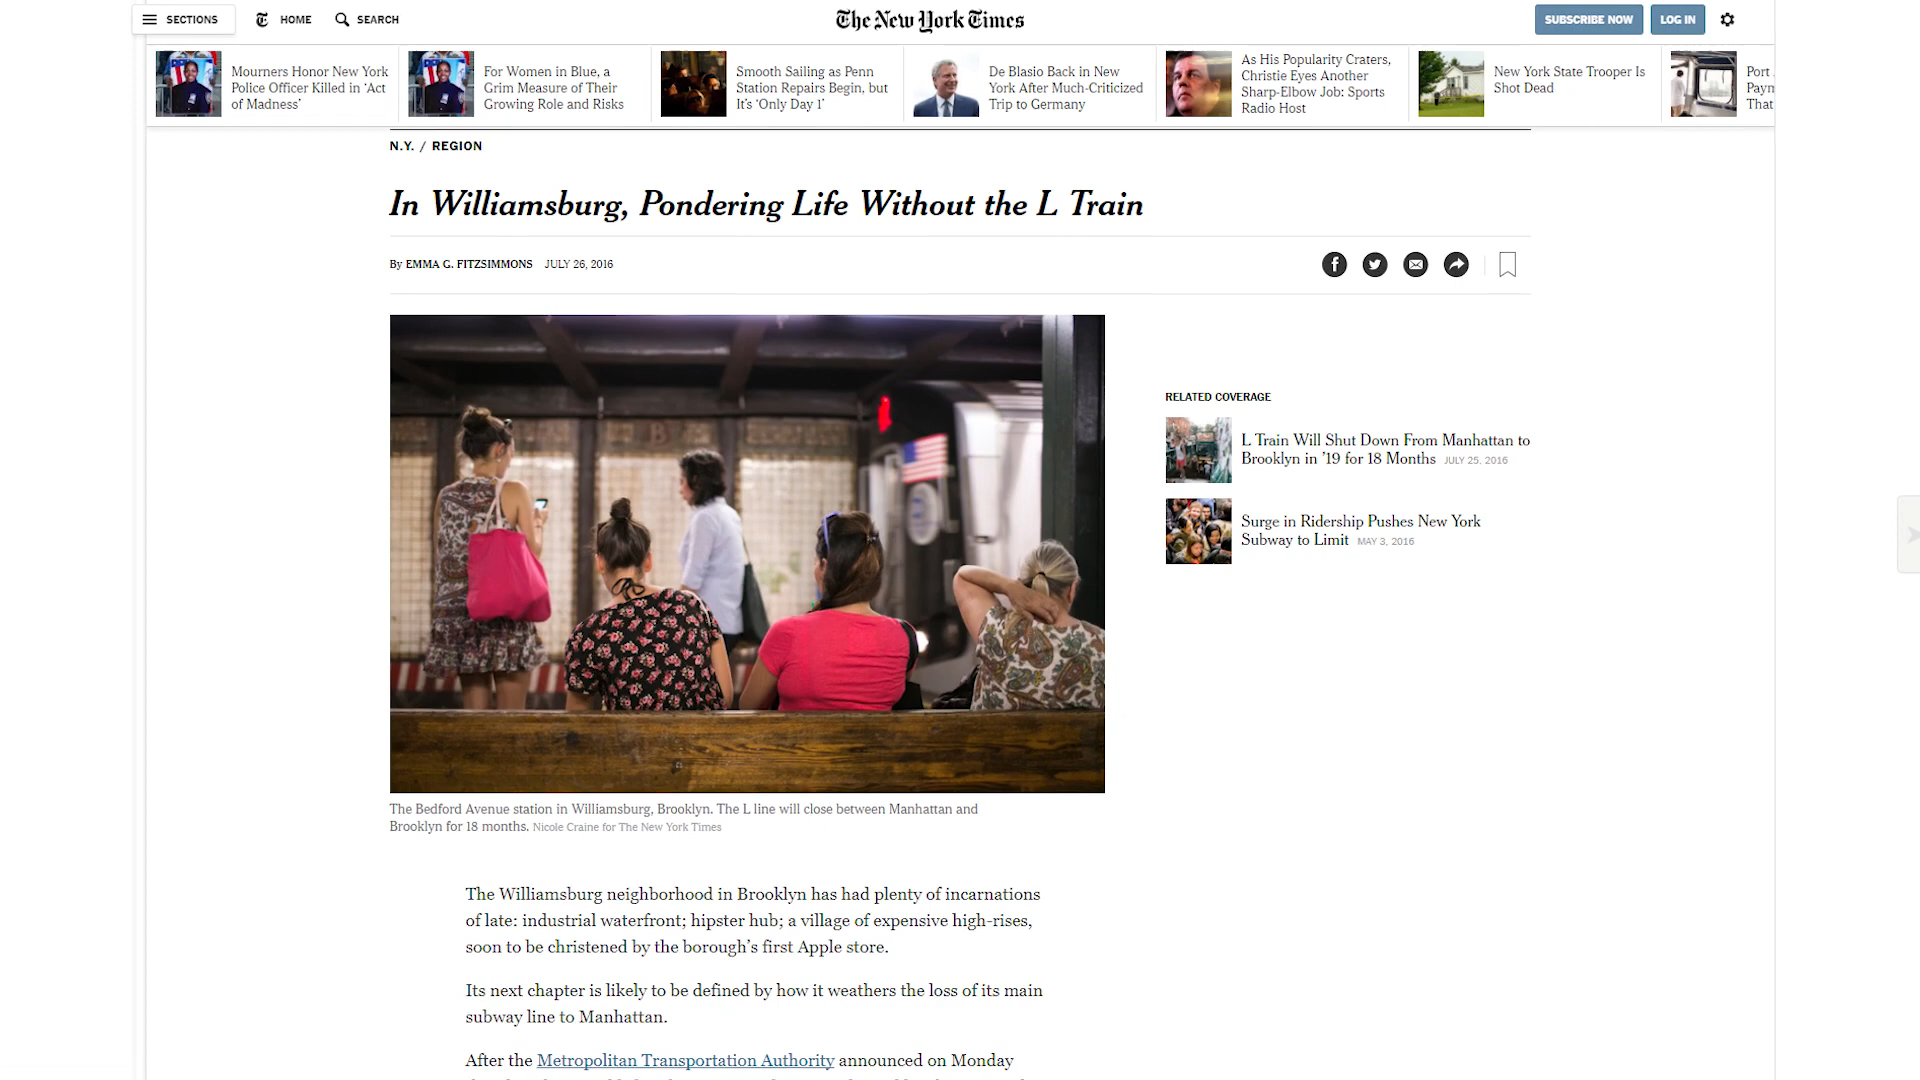 SECTIONS
HOME
SEARCH
The New York Times
SUBSCRIBE NOW
LOG IN
Mourners Honor New York
Police Officer Killed in ‘Act
of Madness’
For Women in Blue, a
Grim Measure of Their
Growing Role and Risks
Smooth Sailing as Penn
Station Repairs Begin, but
It’s ‘Only Day 1’
De Blasio Back in New
York After Much-Criticized
Trip to Germany
As His Popularity Craters,
Christie Eyes Another
Sharp-Elbow Job: Sports
Radio Host
New York State Trooper Is
Shot Dead
Port
That
N.Y. / REGION
In Williamsburg, Pondering Life Without the L Train
By EMMA G. FITZSIMMONS JULY 26, 2016
RELATED COVERAGE
L Train Will Shut Down From Manhattan to
Brooklyn in ’19 for 18 Months JULY 25, 2016
Surge in Ridership Pushes New York
Subway to Limit MAY 3, 2016
The Bedford Avenue station in Williamsburg, Brooklyn. The L line will close between Manhattan and
Brooklyn for 18 months. Nicole Craine for The New York Times
The Williamsburg neighborhood in Brooklyn has had plenty of incarnations
of late: industrial waterfront; hipster hub; a village of expensive high-rises,
soon to be christened by the borough’s first Apple store.
Its next chapter is likely to be defined by how it weathers the loss of its main
subway line to Manhattan.
After the Metropolitan Transportation Authority announced on Monday